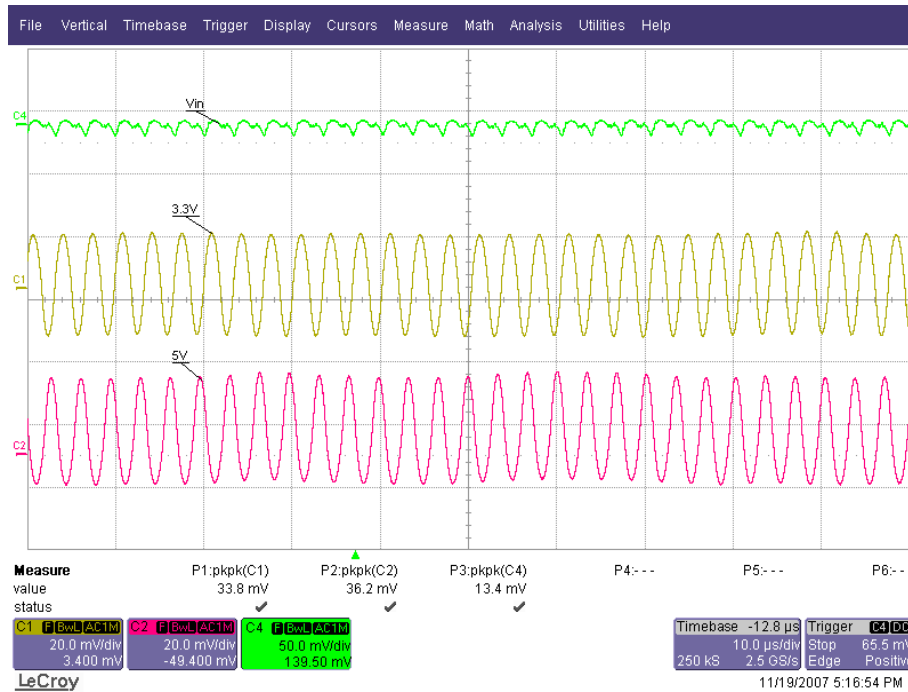 File Vertical Timebase Trigger Display Cursors Measure Math Analysis Utilities Help
C4
Vin
3.3V
C1
5V
C2
Measure P1:pkpk(C1) P2:pkpk(C2) P3:pkpk(C4) P4:- - - P5:- - - P6:- -
value 33.8 mV 36.2 mV 13.4 mV
status
C1 F BwL AC1M C2 F BwL AC1M C4 F BwL AC1M Timebase -12.8 µs Trigger C4 DC
20.0 mV/div 20.0 mV/div 50.0 mV/div 10.0 µs/div Stop 65.5 mV
3.400 mV -49.400 mV 139.50 mV 250 kS 2.5 GS/s Edge Positive
LeCroy 11/19/2007 5:16:54 PM